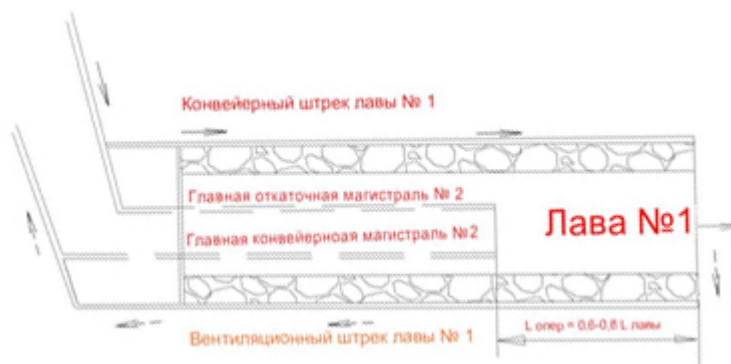 Конвейерный штрек лавы № 1
Главная откаточная магистраль № 2
Главная конвейерноая магистраль №2
Лава №1
L опер = 0,6-0,8 L лавы
Вентиляционный штрек лавы № 1